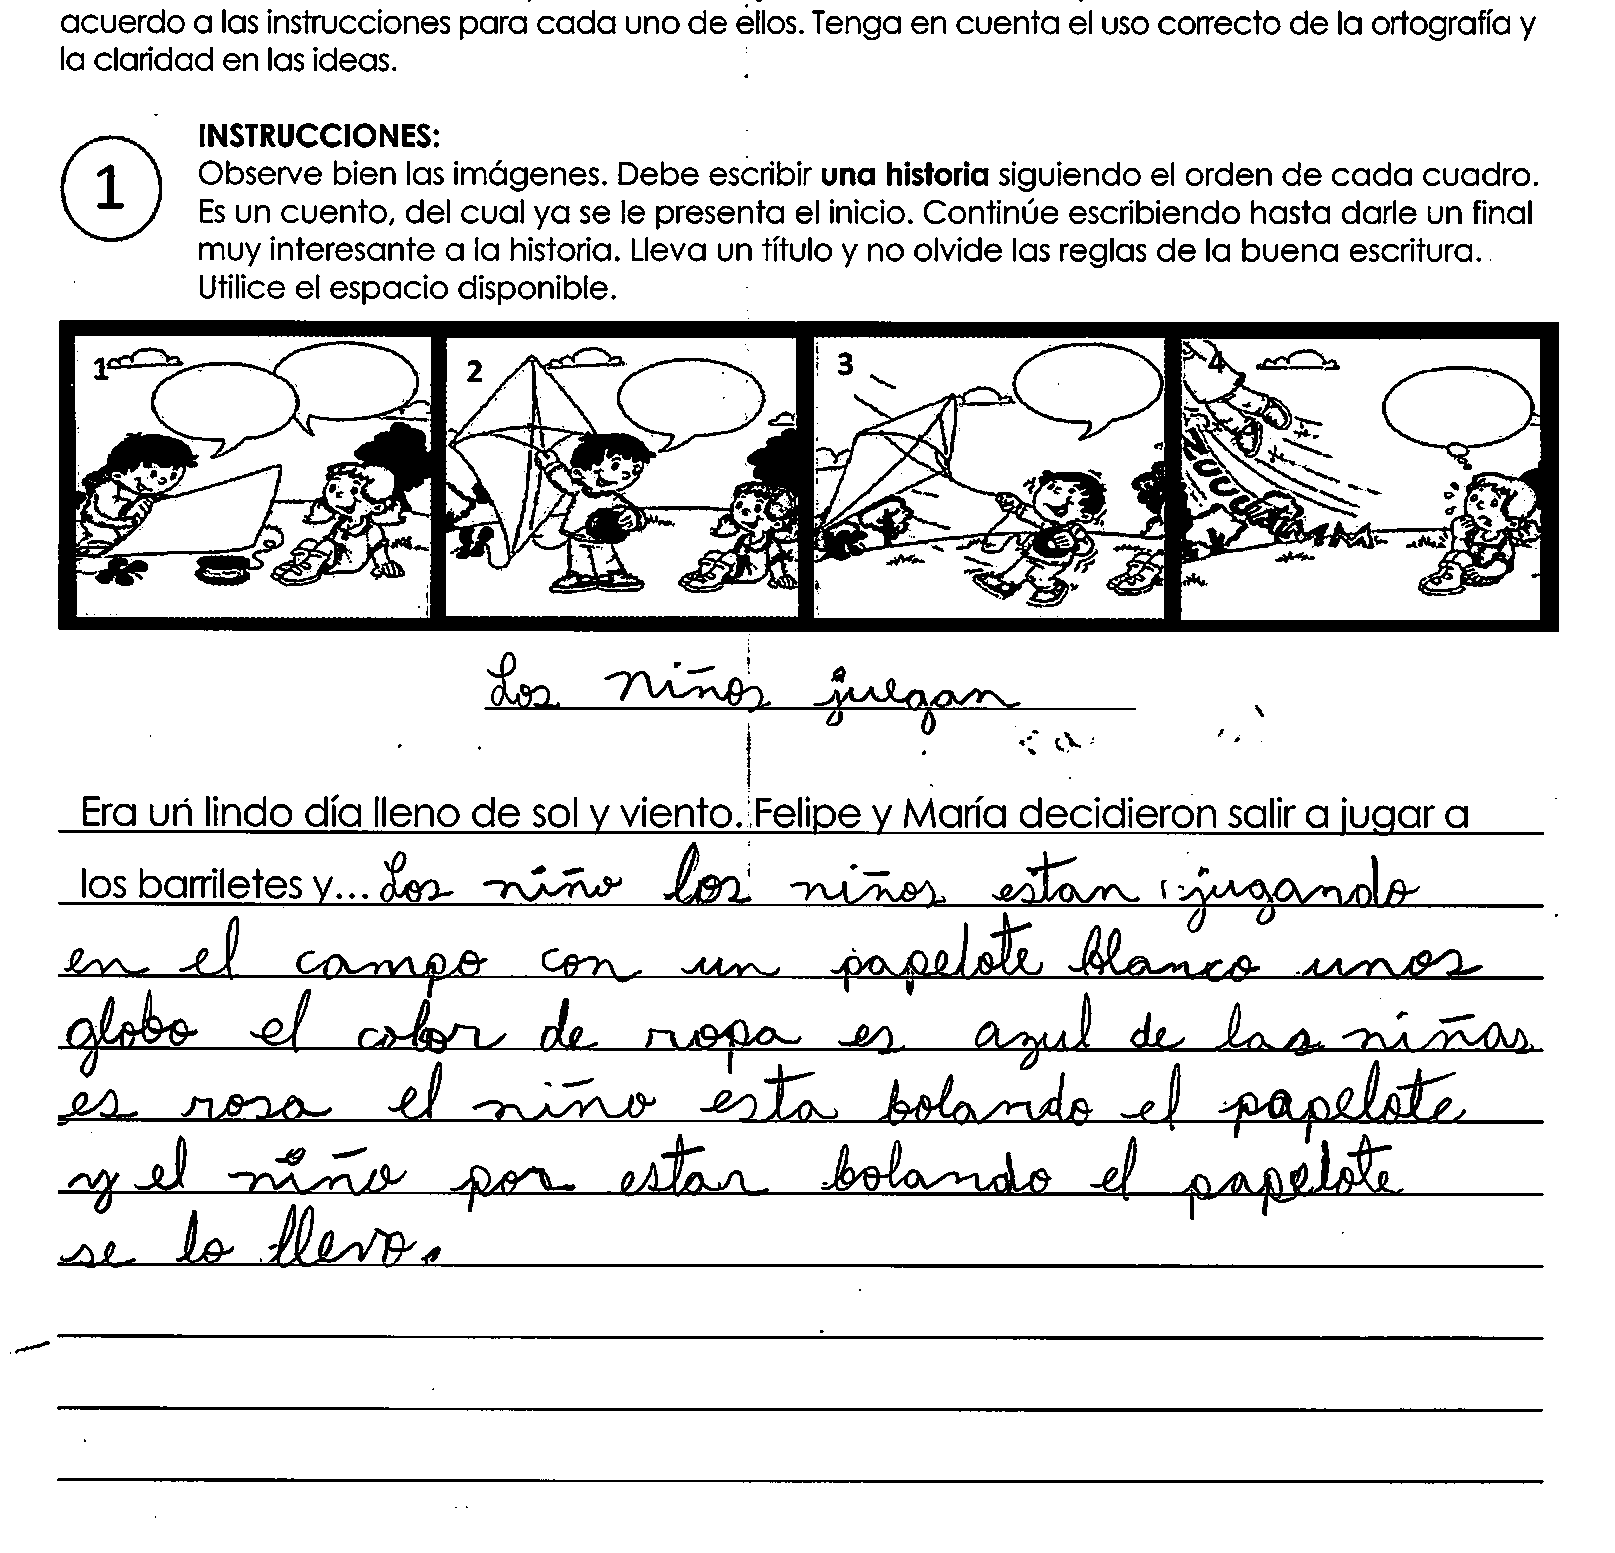 acuerdo a las instrucciones para cada uno de ellos. Tenga en cuenta el uso correcto de la ortografía y
la claridad en las ideas.
1
INSTRUCCIONES:
Observe bien las imágenes. Debe escribir una historia siguiendo el orden de cada cuadro.
Es un cuento, del cual ya se le presenta el inicio. Continúe escribiendo hasta darle un final
muy interesante a la historia. Lleva un título y no olvide las reglas de la buena escritura.
Utilice el espacio disponible.
1 2 3 4
Los niños juegan
Era un lindo día lleno de sol y viento. Felipe y María decidieron salir a jugar a
los barriletes y... Los niño los niños estan jugando
en el campo con un papelote blanco unos
globo el color de ropa es azul de las niñas
es rosa el niño esta bolando el papelote
y el niño por estar bolando el papelote
se lo llevo.